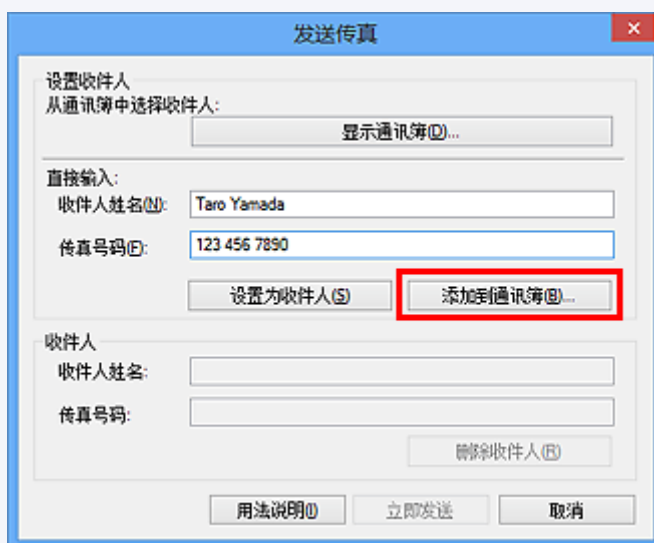 发送传真
设置收件人
从通讯簿中选择收件人:
显示通讯簿(D)...
直接输入:
收件人姓名(N):
Taro Yamada
传真号码(F):
123 456 7890
设置为收件人(S)
添加到通讯簿(B)...
收件人
收件人姓名:
传真号码:
删除收件人(R)
用法说明(I)
立即发送
取消